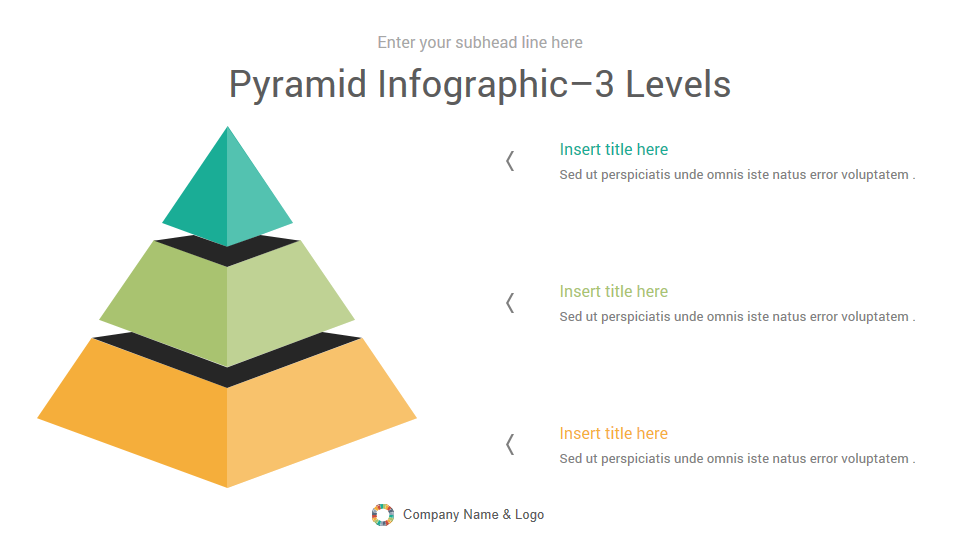 Enter your subhead line here
Pyramid Infographic–3 Levels
Insert title here
Sed ut perspiciatis unde omnis iste natus error voluptatem .
Insert title here
Sed ut perspiciatis unde omnis iste natus error voluptatem .
Insert title here
Sed ut perspiciatis unde omnis iste natus error voluptatem .
Company Name & Logo